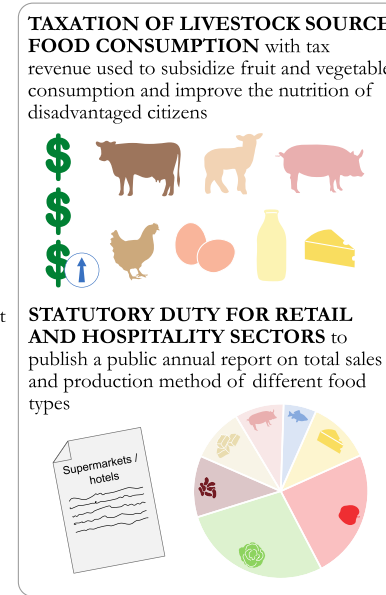 TAXATION OF LIVESTOCK SOURCE
FOOD CONSUMPTION with tax
revenue used to subsidize fruit and vegetable
consumption and improve the nutrition of
disadvantaged citizens
$
$
$
t
STATUTORY DUTY FOR RETAIL
AND HOSPITALITY SECTORS to
publish a public annual report on total sales
and production method of different food
types
Supermarkets /
hotels